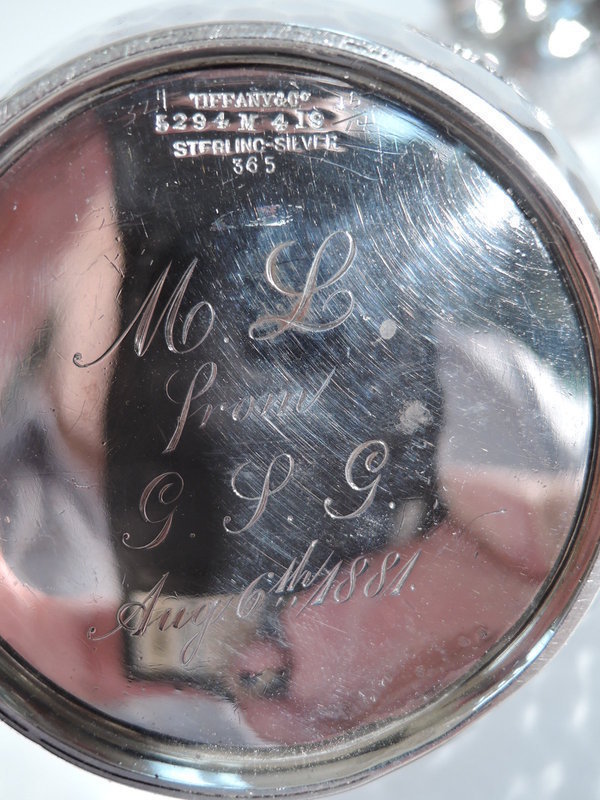 TIFFANY & Co
5294 M 419
STERLING-SILVER
365
M L.
From
G. S. G.
Aug 6th/1881.